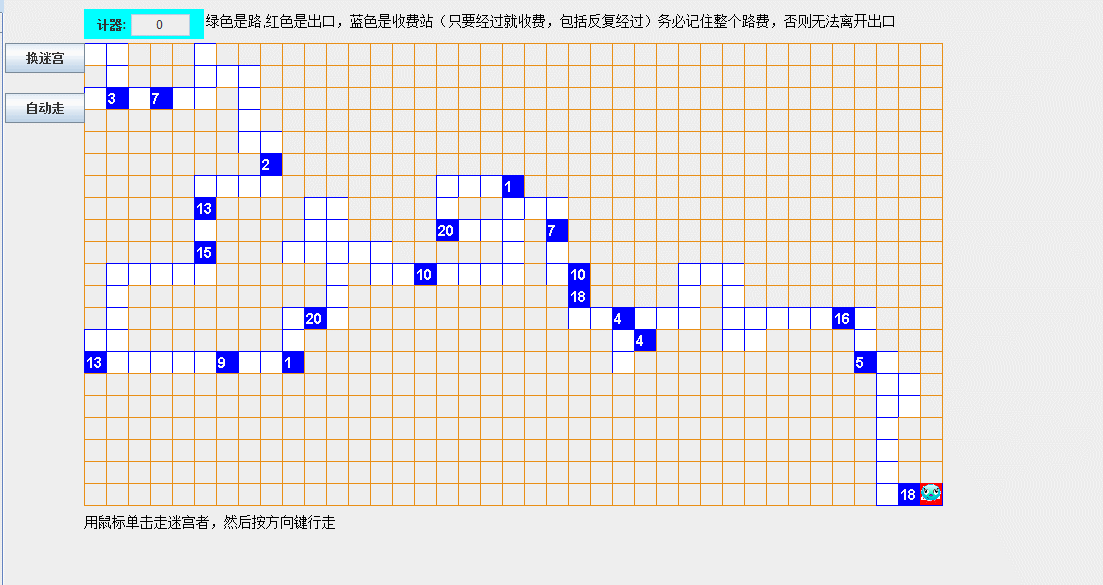 计器: 0 绿色是路,红色是出口，蓝色是收费站（只要经过就收费，包括反复经过）务必记住整个路费，否则无法离开出口
换迷宫
自动走
3 7
2
1
13
20 7
15
10 10
18
20 4 16
4
13 9 1 5
18
用鼠标单击走迷宫者，然后按方向键行走